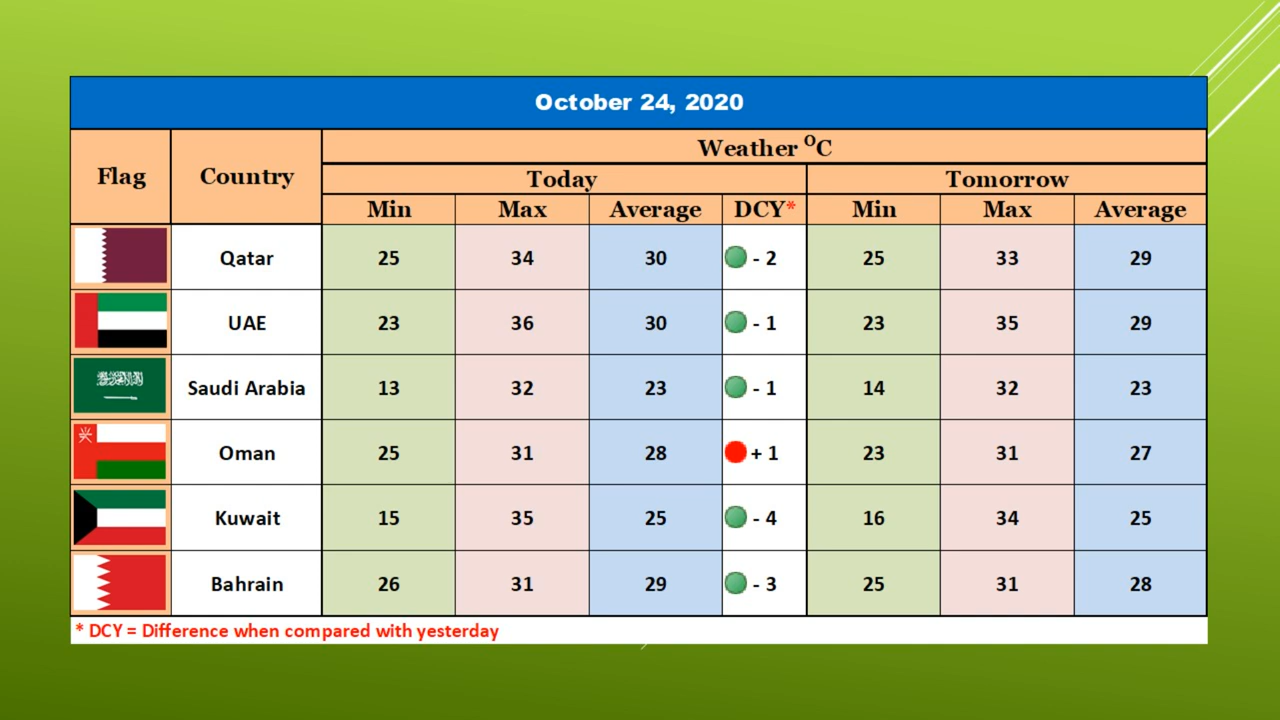 October 24, 2020
Weather ᴼC
Flag Country
Today Tomorrow
Min Max Average DCY* Min Max Average
Qatar 25 34 30 - 2 25 33 29
UAE 23 36 30 - 1 23 35 29
Saudi Arabia 13 32 23 - 1 14 32 23
Oman 25 31 28 + 1 23 31 27
Kuwait 15 35 25 - 4 16 34 25
Bahrain 26 31 29 - 3 25 31 28
* DCY = Difference when compared with yesterday